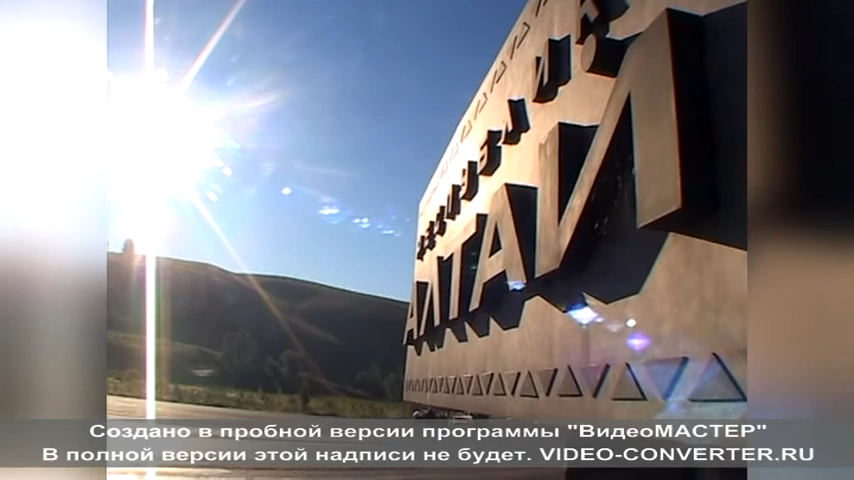 АЛТАЙ
Создано в пробной версии программы "ВидеоМАСТЕР"
В полной версии этой надписи не будет. VIDEO-CONVERTER.RU